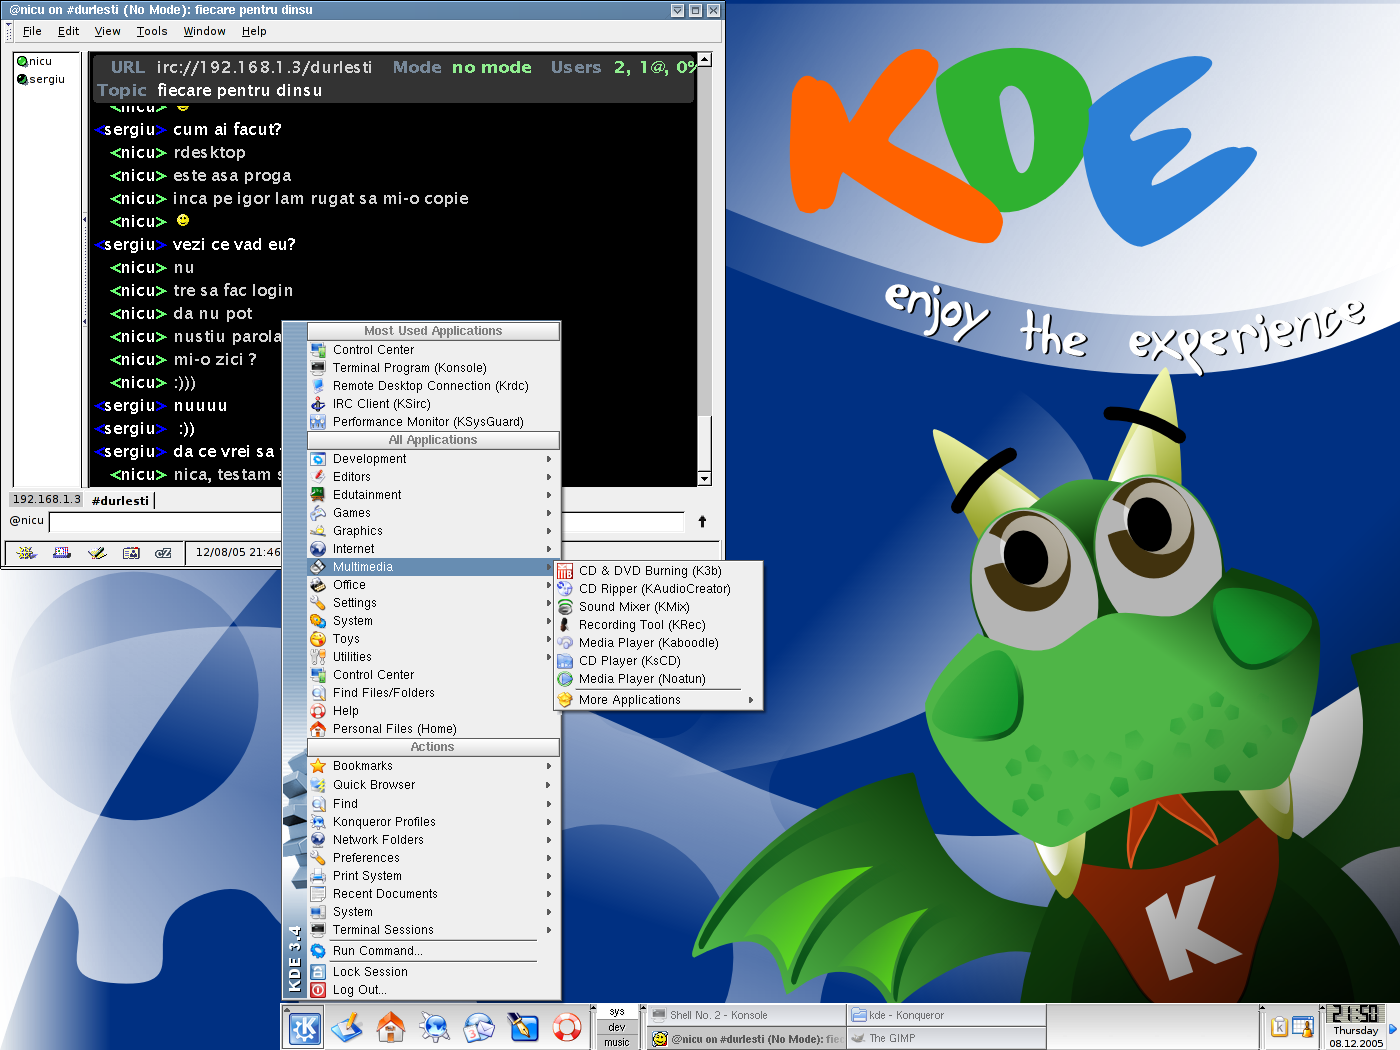 @nicu on #durlesti (No Mode): fiecare pentru dinsu
File Edit View Tools Window Help
nicu
sergiu
URL irc://192.168.1.3/durlesti Mode no mode Users 2, 1@, 0%
Topic fiecare pentru dinsu
<nicu>
<sergiu> cum ai facut?
<nicu> rdesktop
<nicu> este asa proga
<nicu> inca pe igor lam rugat sa mi-o copie
<nicu>
<sergiu> vezi ce vad eu?
<nicu> nu
<nicu> tre sa fac login
<nicu> da nu pot
<nicu> nustiu parola
<nicu> mi-o zici ?
<nicu> :)))
<sergiu> nuuuu
<sergiu> :))
<sergiu> da ce vrei sa
<nicu> nica, testam
192.168.1.3 #durlesti
@nicu
12/08/05 21:46
Most Used Applications
Control Center
Terminal Program (Konsole)
Remote Desktop Connection (Krdc)
IRC Client (KSirc)
Performance Monitor (KSysGuard)
All Applications
Development
Editors
Edutainment
Games
Graphics
Internet
Multimedia
Office
Settings
System
Toys
Utilities
Control Center
Find Files/Folders
Help
Personal Files (Home)
Actions
Bookmarks
Quick Browser
Find
Konqueror Profiles
Network Folders
Preferences
Print System
Recent Documents
System
Terminal Sessions
Run Command...
Lock Session
Log Out...
KDE 3.4
CD & DVD Burning (K3b)
CD Ripper (KAudioCreator)
Sound Mixer (KMix)
Recording Tool (KRec)
Media Player (Kaboodle)
CD Player (KsCD)
Media Player (Noatun)
More Applications
KDE
enjoy the experience
K
sys
dev
music
Shell No. 2 - Konsole
kde - Konqueror
@nicu on #durlesti (No Mode): fiec
The GIMP
21:50
Thursday
08.12.2005